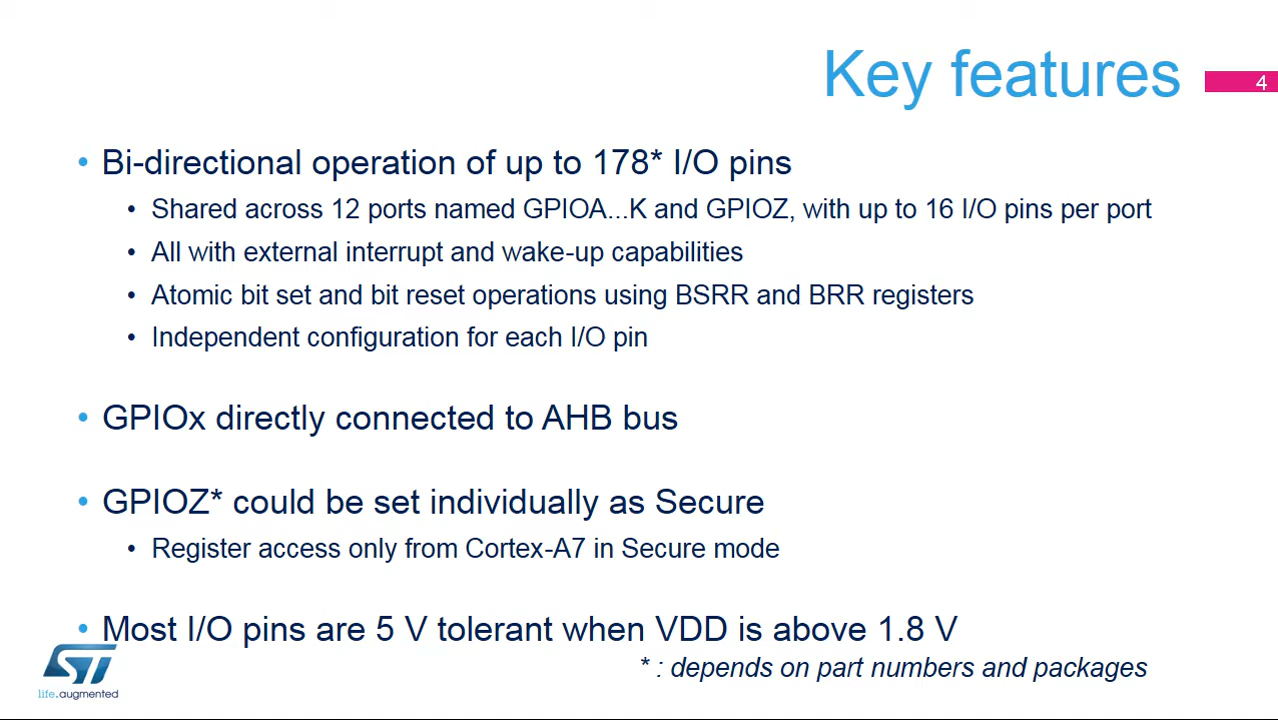 Key features
4
• Bi-directional operation of up to 178* I/O pins
• Shared across 12 ports named GPIOA...K and GPIOZ, with up to 16 I/O pins per port
• All with external interrupt and wake-up capabilities
• Atomic bit set and bit reset operations using BSRR and BRR registers
• Independent configuration for each I/O pin
• GPIOx directly connected to AHB bus
• GPIOZ* could be set individually as Secure
• Register access only from Cortex-A7 in Secure mode
• Most I/O pins are 5 V tolerant when VDD is above 1.8 V
* : depends on part numbers and packages
ST
life.augmented